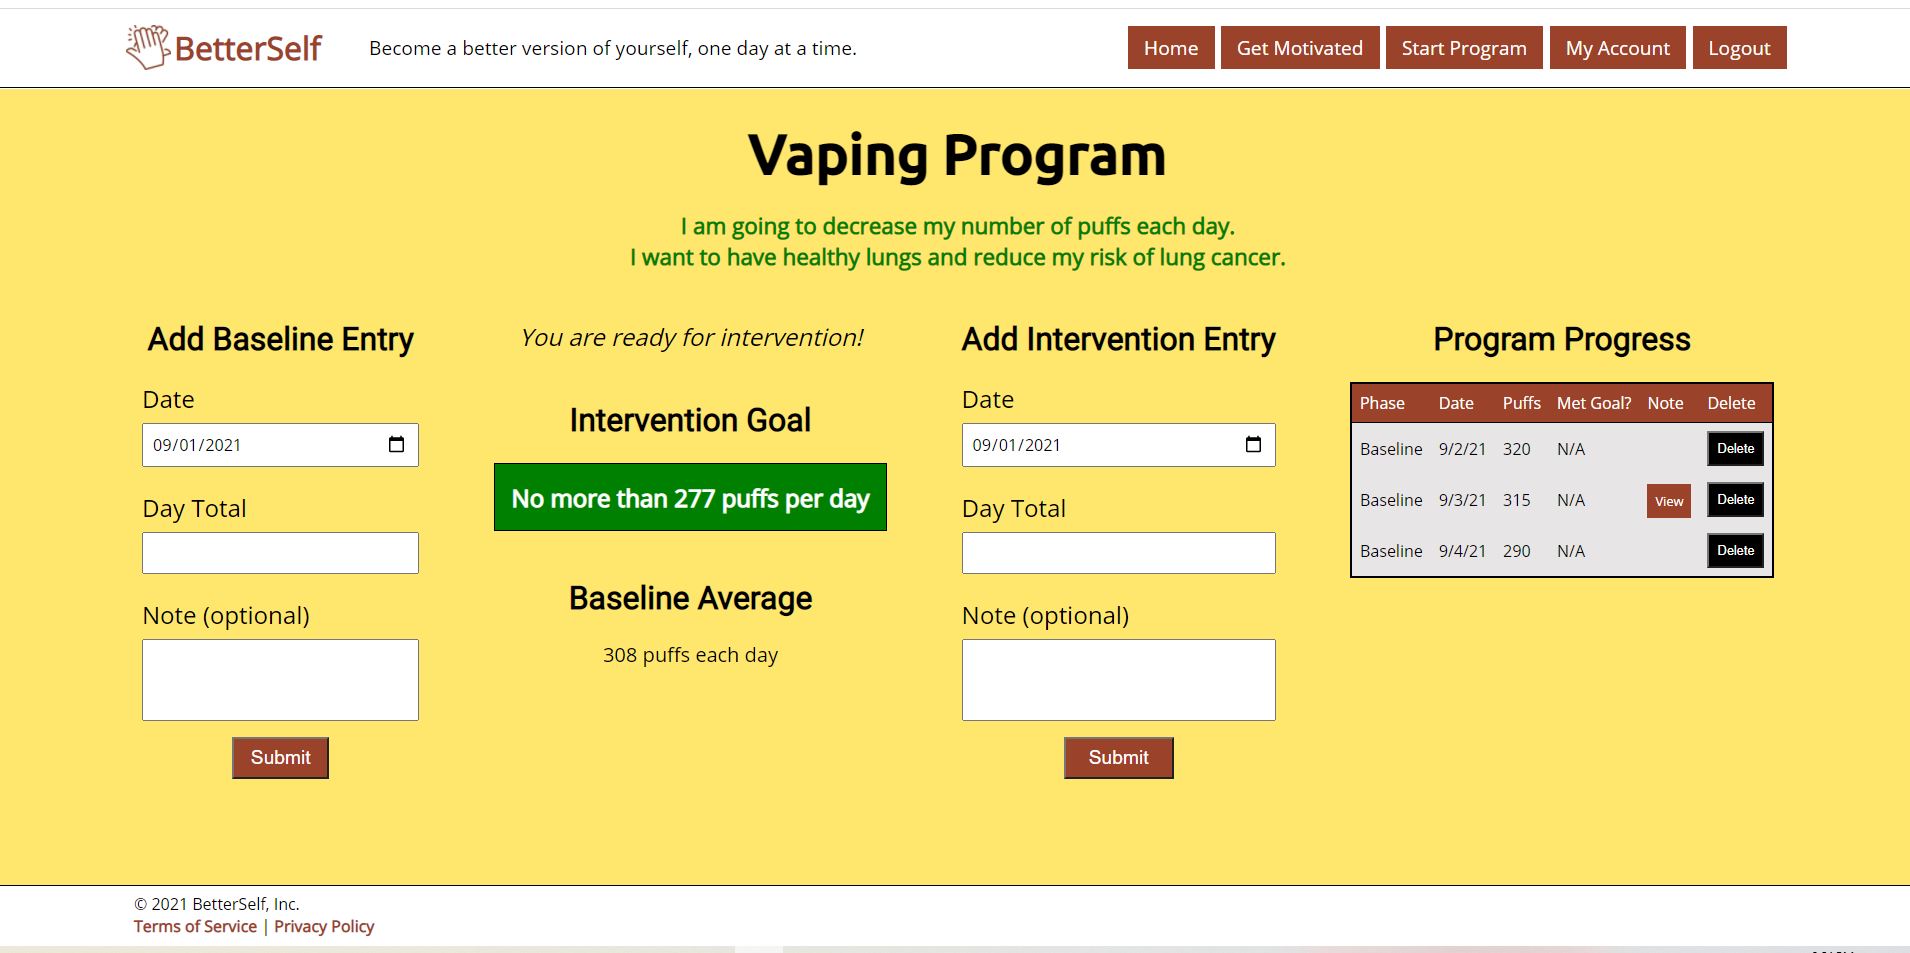 BetterSelf
Become a better version of yourself, one day at a time.
Home
Get Motivated
Start Program
My Account
Logout
Vaping Program
I am going to decrease my number of puffs each day.
I want to have healthy lungs and reduce my risk of lung cancer.
Add Baseline Entry
Date
09/01/2021
Day Total
Note (optional)
Submit
You are ready for intervention!
Intervention Goal
No more than 277 puffs per day
Baseline Average
308 puffs each day
Add Intervention Entry
Date
09/01/2021
Day Total
Note (optional)
Submit
Program Progress
Phase Date Puffs Met Goal? Note Delete
Baseline 9/2/21 320 N/A Delete
Baseline 9/3/21 315 N/A View Delete
Baseline 9/4/21 290 N/A Delete
© 2021 BetterSelf, Inc.
Terms of Service | Privacy Policy